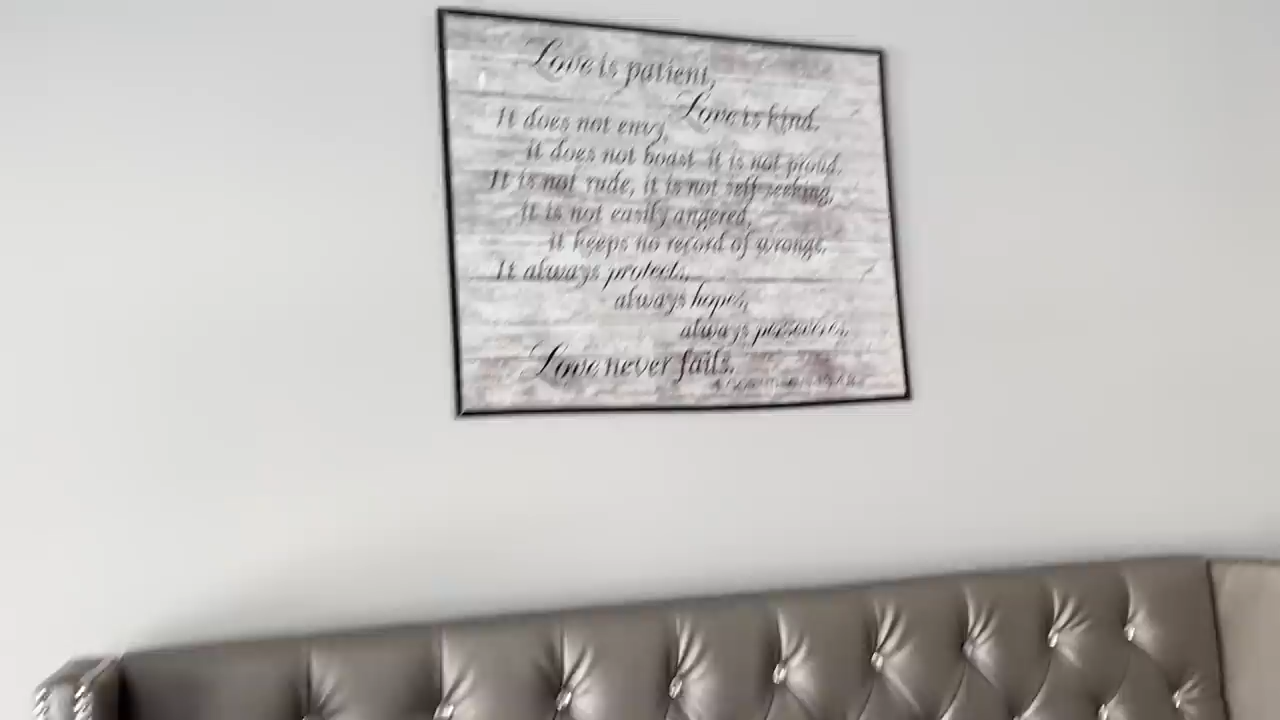 Love is patient,
Love is kind.
It does not envy,
it does not boast it is not proud.
It is not rude, it is not self-seeking,
it is not easily angered,
it keeps no record of wrongs.
It always protects,
always hopes,
always perseveres.
Love never fails.